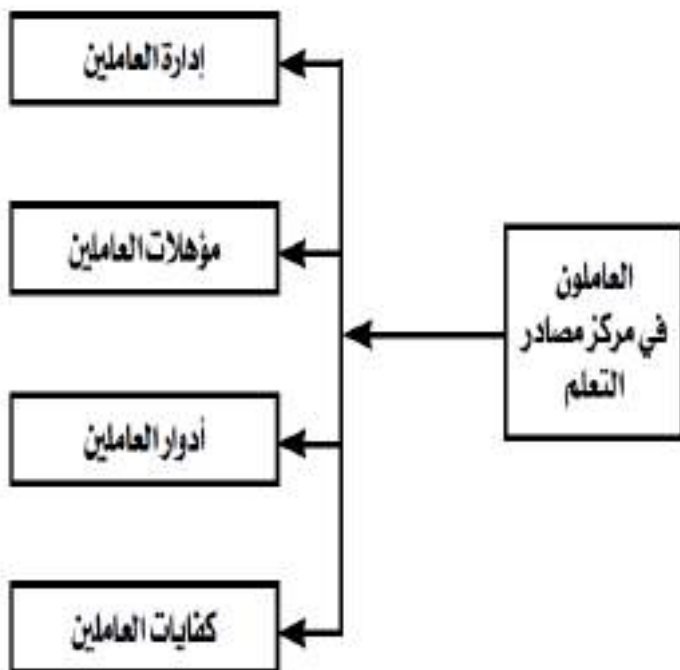 العاملون
في مركز مصادر
التعلم
إدارة العاملين
مؤهلات العاملين
أدوار العاملين
كفايات العاملين